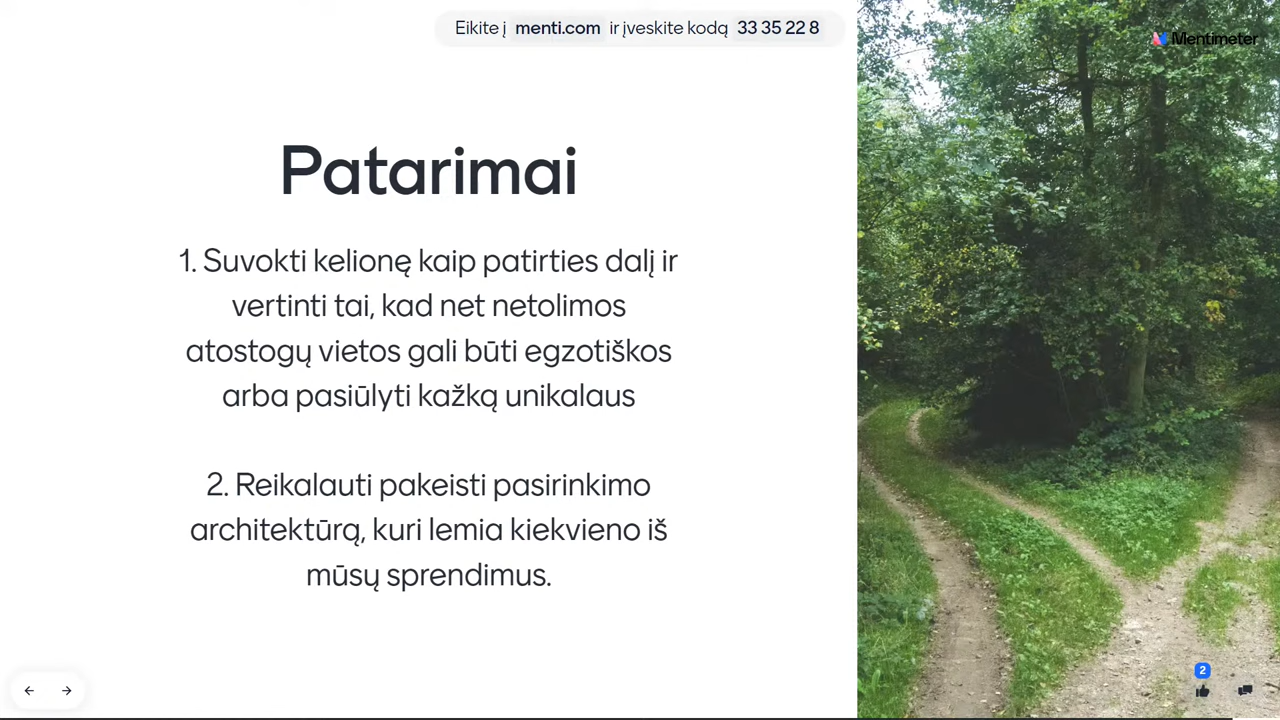 Eikite į menti.com ir įveskite kodą 33 35 22 8
Mentimeter
Patarimai
1. Suvokti kelionę kaip patirties dalį ir
vertinti tai, kad net netolimos
atostogų vietos gali būti egzotiškos
arba pasiūlyti kažką unikalaus
2. Reikalauti pakeisti pasirinkimo
architektūrą, kuri lemia kiekvieno iš
mūsų sprendimus.
2